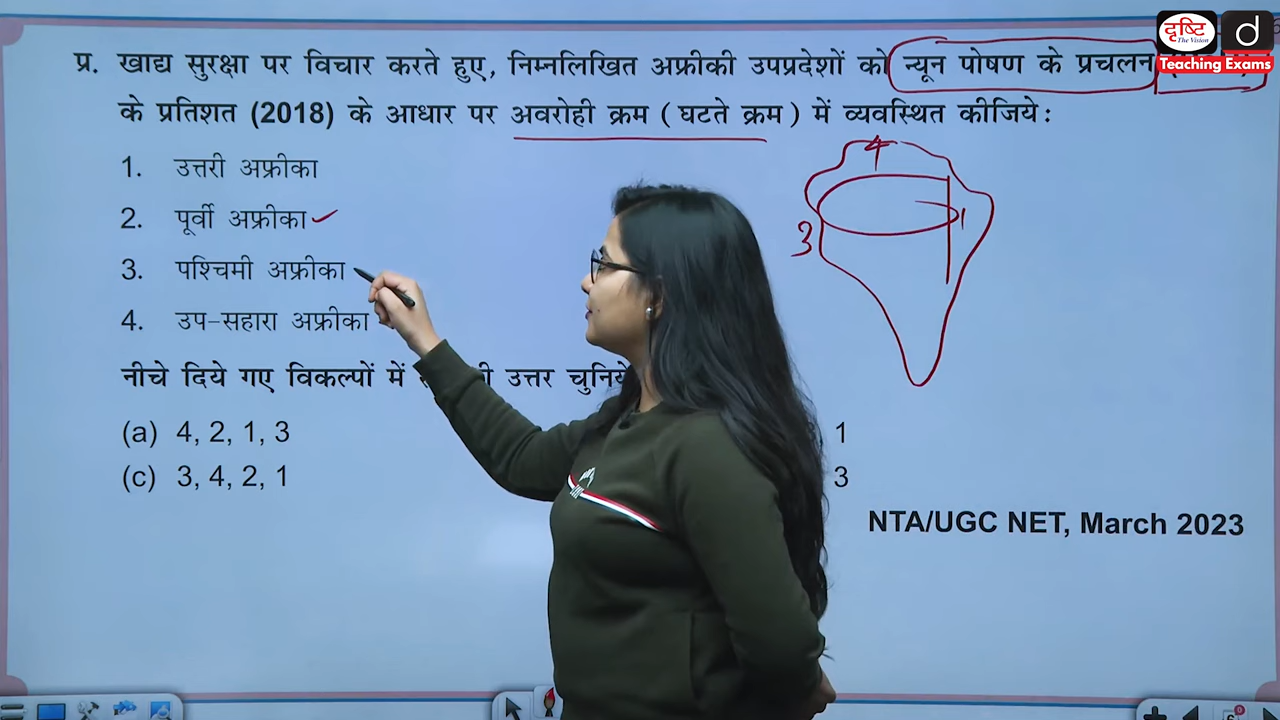 दृष्टि
The Vision
d
Teaching Exams
प्र. खाद्य सुरक्षा पर विचार करते हुए, निम्नलिखित अफ्रीकी उपप्रदेशों को न्यून पोषण के प्रचलन
के प्रतिशत (2018) के आधार पर अवरोही क्रम (घटते क्रम) में व्यवस्थित कीजिये:
1. उत्तरी अफ्रीका
2. पूर्वी अफ्रीका
3. पश्चिमी अफ्रीका
4. उप-सहारा अफ्रीका
नीचे दिये गए विकल्पों में उत्तर चुनिये
(a) 4, 2, 1, 3
1
(c) 3, 4, 2, 1
3
NTA/UGC NET, March 2023
4
3
1